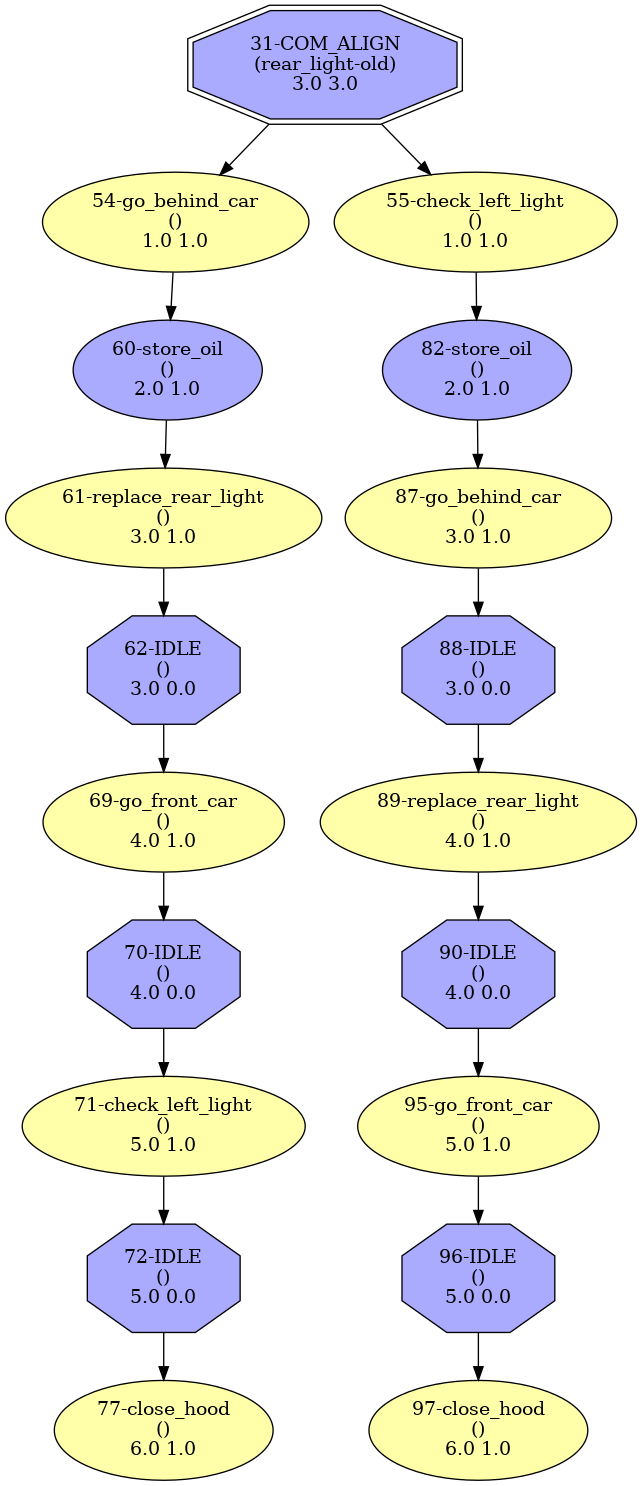 31-COM_ALIGN
(rear_light-old)
3.0 3.0
54-go_behind_car
()
1.0 1.0
55-check_left_light
()
1.0 1.0
60-store_oil
()
2.0 1.0
82-store_oil
()
2.0 1.0
61-replace_rear_light
()
3.0 1.0
87-go_behind_car
()
3.0 1.0
62-IDLE
()
3.0 0.0
88-IDLE
()
3.0 0.0
69-go_front_car
()
4.0 1.0
89-replace_rear_light
()
4.0 1.0
70-IDLE
()
4.0 0.0
90-IDLE
()
4.0 0.0
71-check_left_light
()
5.0 1.0
95-go_front_car
()
5.0 1.0
72-IDLE
()
5.0 0.0
96-IDLE
()
5.0 0.0
77-close_hood
()
6.0 1.0
97-close_hood
()
6.0 1.0